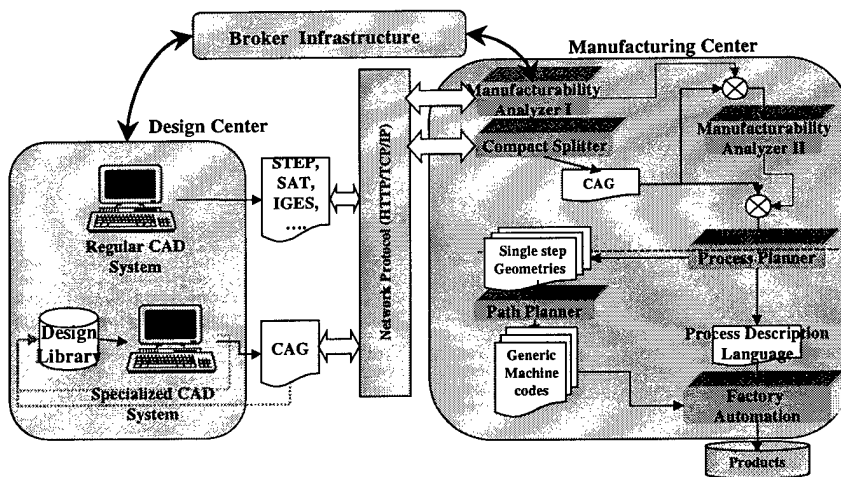 Broker Infrastructure
Manufacturing Center
Design Center
Regular CAD
System
Design
Library
Specialized CAD
System
STEP,
SAT,
IGES,
....
CAG
Network Protocol (HTTP/TCP/IP)
Manufacturability
Analyzer I
Compact Splitter
CAG
Manufacturability
Analyzer II
Single step
Geometries
Process Planner
Path Planner
Generic
Machine
codes
Process Description
Language
Factory
Automation
Products